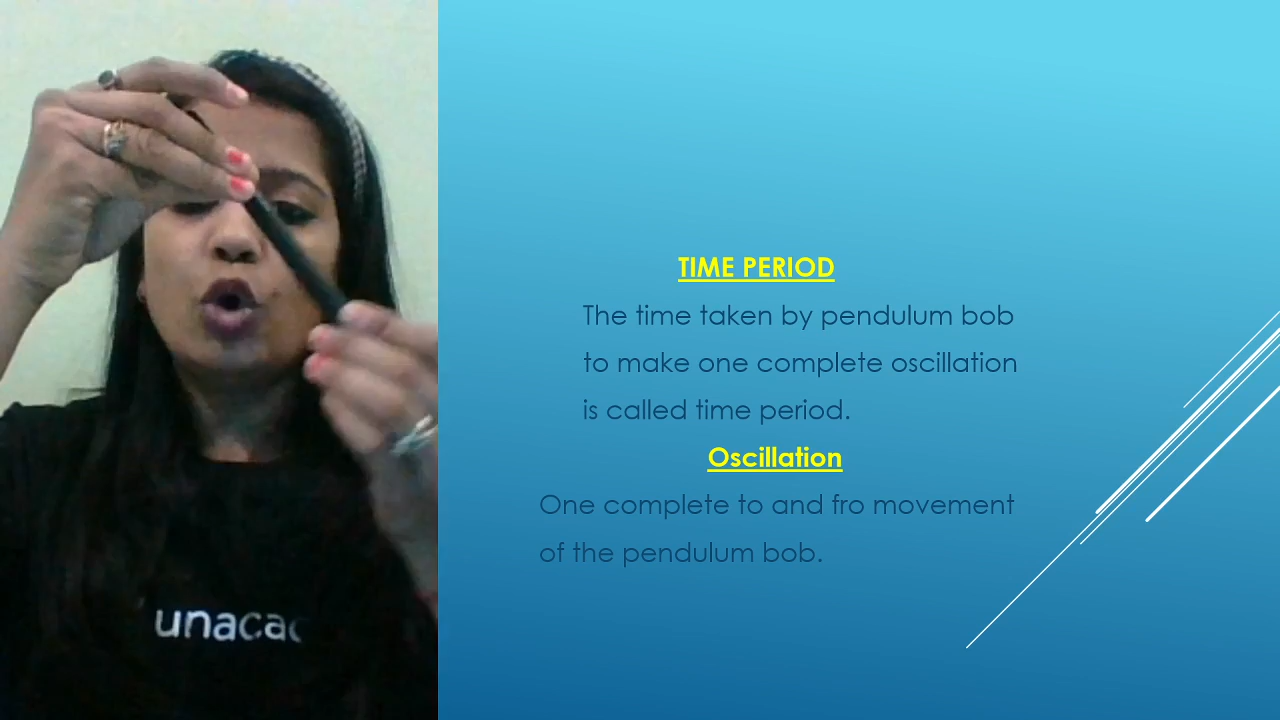 TIME PERIOD
The time taken by pendulum bob
to make one complete oscillation
is called time period.
Oscillation
One complete to and fro movement
of the pendulum bob.
unacac